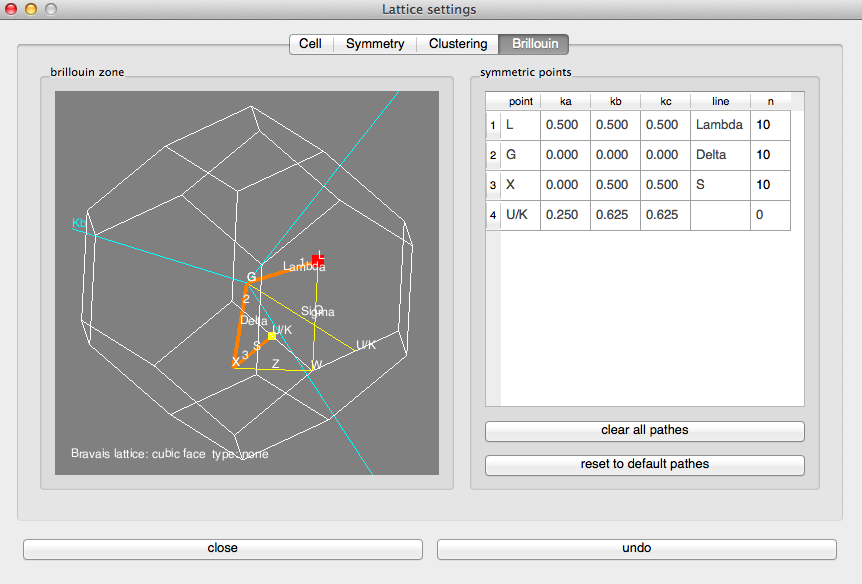 Lattice settings
Cell Symmetry Clustering Brillouin
brillouin zone
Kb
L
1
Lambda
G
2
Sigma
Q
Delta
U/K
S
3
X
Z
W
U/K
Bravais lattice: cubic face type: none
symmetric points
point ka kb kc line n
1 L 0.500 0.500 0.500 Lambda 10
2 G 0.000 0.000 0.000 Delta 10
3 X 0.000 0.500 0.500 S 10
4 U/K 0.250 0.625 0.625 0
clear all pathes
reset to default pathes
close undo